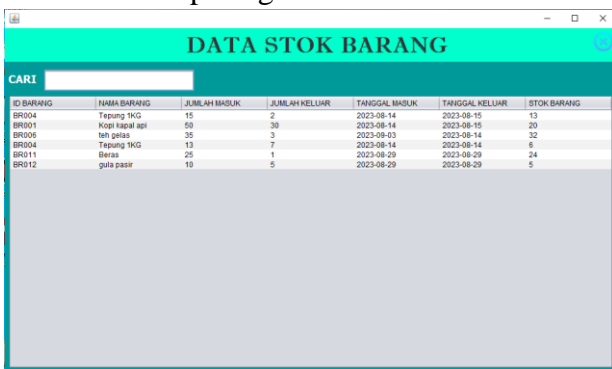 DATA STOK BARANG
CARI
ID BARANG NAMA BARANG JUMLAH MASUK JUMLAH KELUAR TANGGAL MASUK TANGGAL KELUAR STOK BARANG
BR004 Tepung 1KG 15 2 2023-08-14 2023-08-15 13
BR001 Kopi kapal api 50 30 2023-08-14 2023-08-15 20
BR006 teh gelas 35 3 2023-09-03 2023-08-14 32
BR004 Tepung 1KG 13 7 2023-08-14 2023-08-14 6
BR011 Beras 25 1 2023-08-29 2023-08-29 24
BR012 gula pasir 10 5 2023-08-29 2023-08-29 5